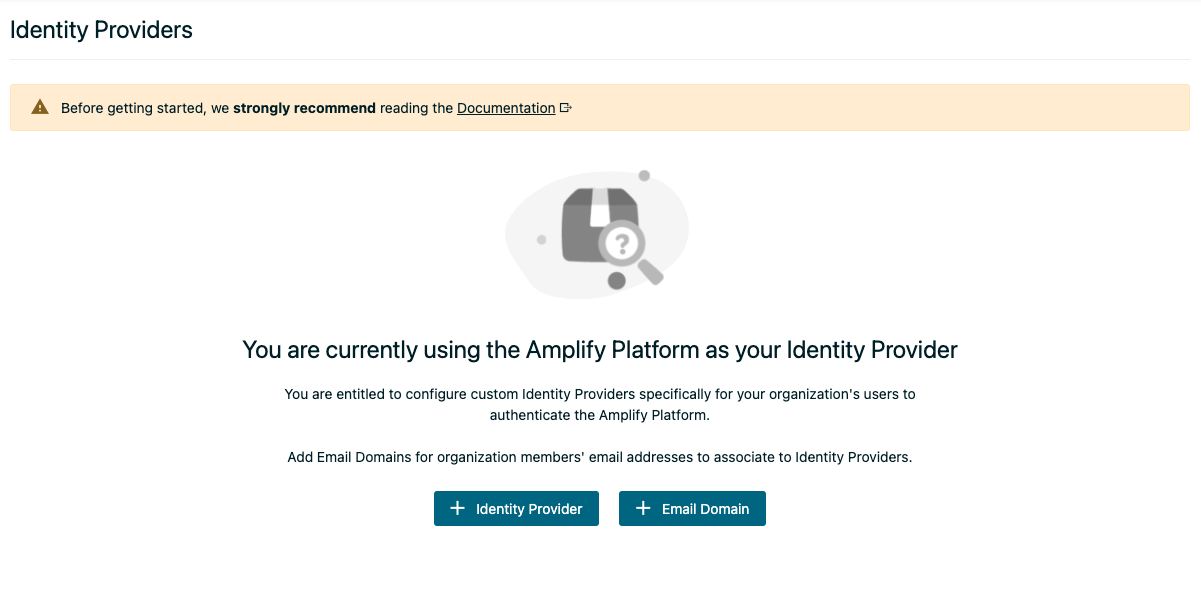 Identity Providers
Before getting started, we strongly recommend reading the Documentation
?
You are currently using the Amplify Platform as your Identity Provider
You are entitled to configure custom Identity Providers specifically for your organization's users to
authenticate the Amplify Platform.
Add Email Domains for organization members' email addresses to associate to Identity Providers.
+ Identity Provider
+ Email Domain